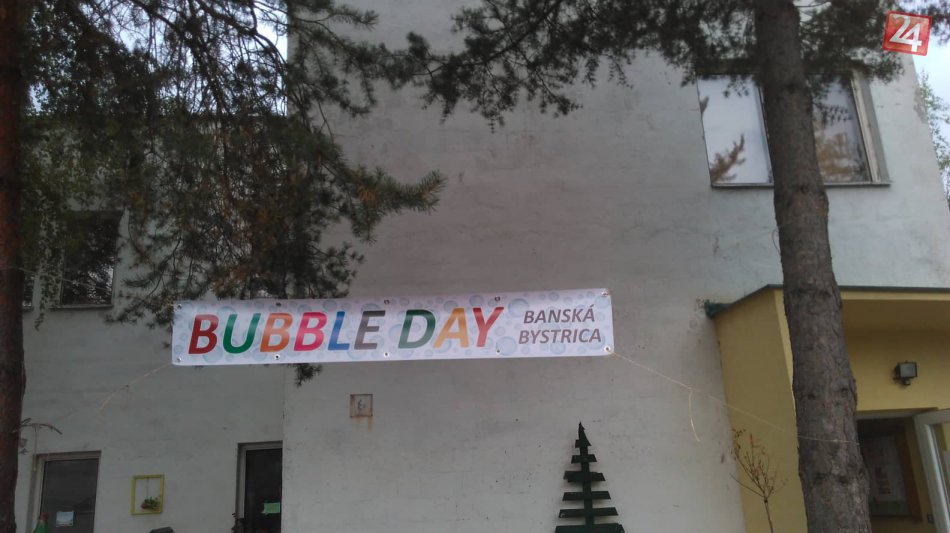 24
BUBBLE DAY
BANSKÁ
BYSTRICA